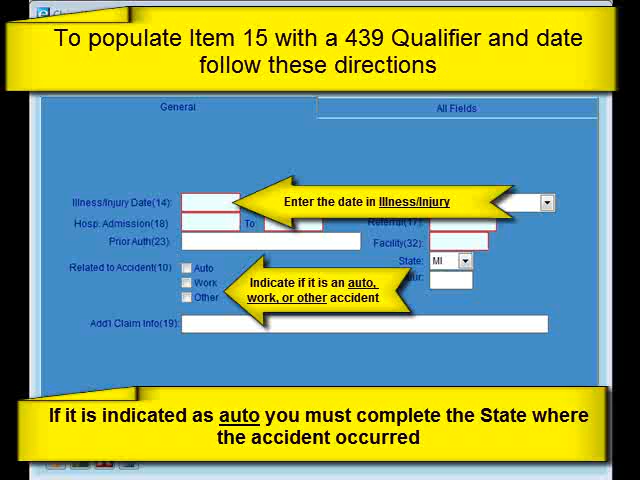 To populate Item 15 with a 439 Qualifier and date
follow these directions
General
All Fields
Illness/Injury Date(14):
Enter the date in Illness/Injury
Hosp. Admission(18)
To
Referral(17):
Prior Auth(23):
Facility(32):
Related to Accident(10)
Auto
Work
Other
Indicate if it is an auto,
work, or other accident
State:
MI
Add'l Claim Info(19):
If it is indicated as auto you must complete the State where
the accident occurred